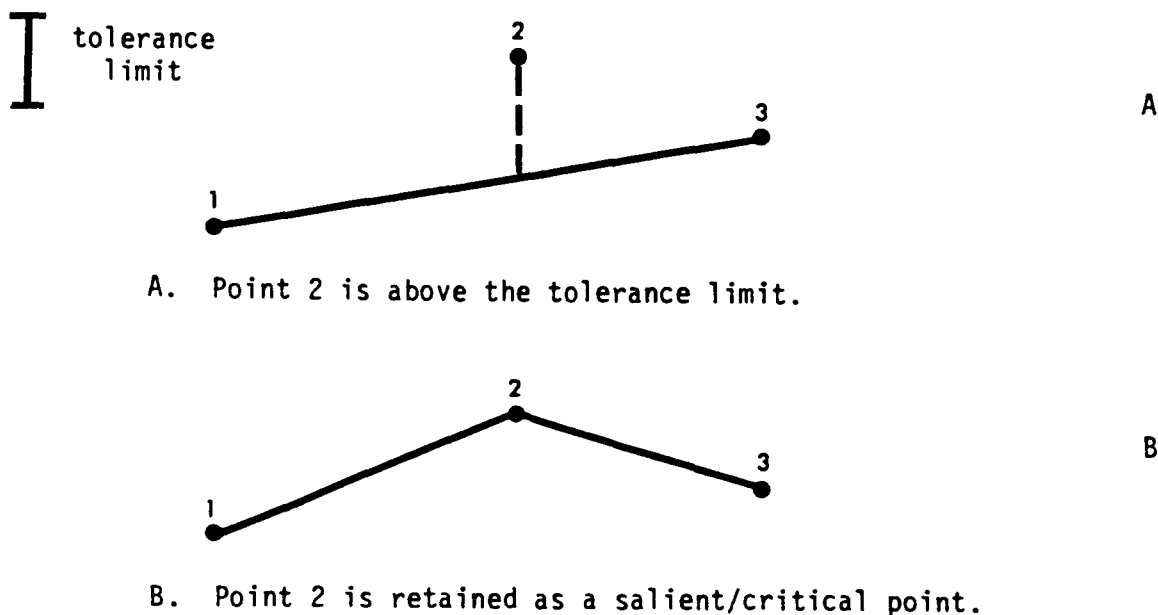 tolerance
limit
2
3
A
1
A. Point 2 is above the tolerance limit.
2
B
3
1
B. Point 2 is retained as a salient/critical point.